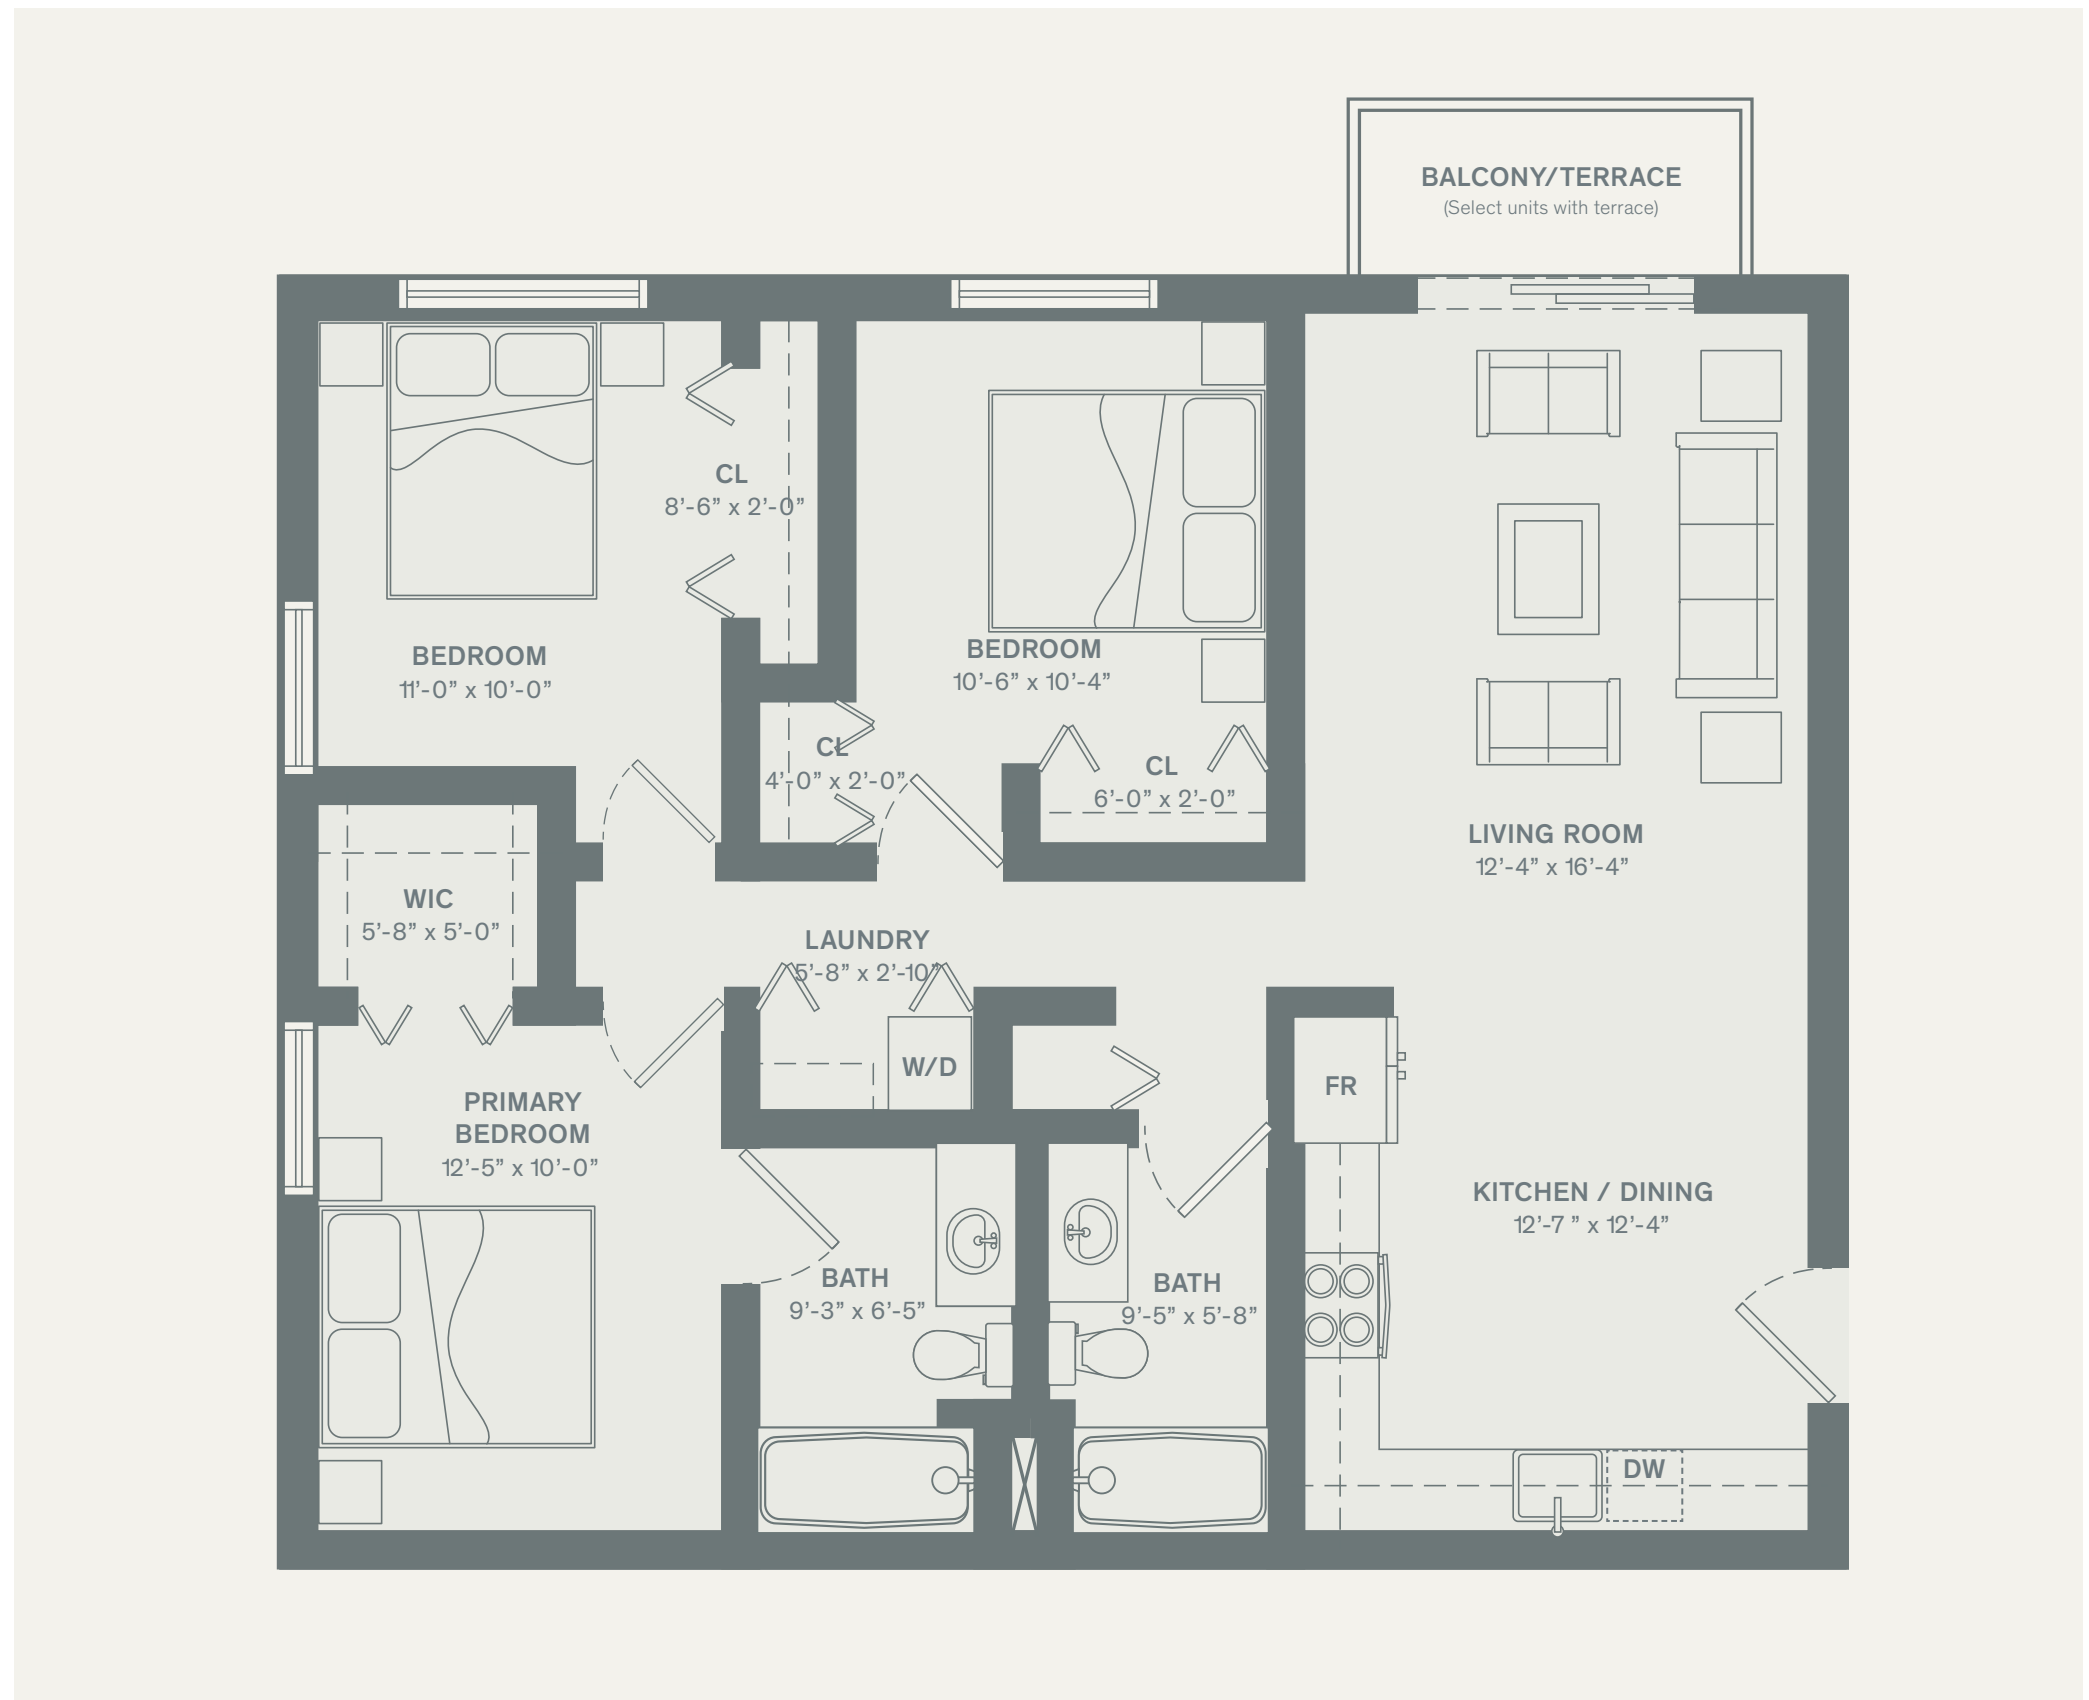 BALCONY/TERRACE
(Select units with terrace)
CL
8’-6” x 2’-0”
BEDROOM
11’-0” x 10’-0”
BEDROOM
10’-6” x 10’-4”
CL
4’-0” x 2’-0”
CL
6’-0” x 2’-0”
LIVING ROOM
12’-4” x 16’-4”
WIC
5’-8” x 5’-0”
LAUNDRY
5’-8” x 2’-10”
W/D
FR
PRIMARY
BEDROOM
12’-5” x 10’-0”
KITCHEN / DINING
12’-7 ” x 12’-4”
BATH
9’-3” x 6’-5”
BATH
9’-5” x 5’-8”
DW